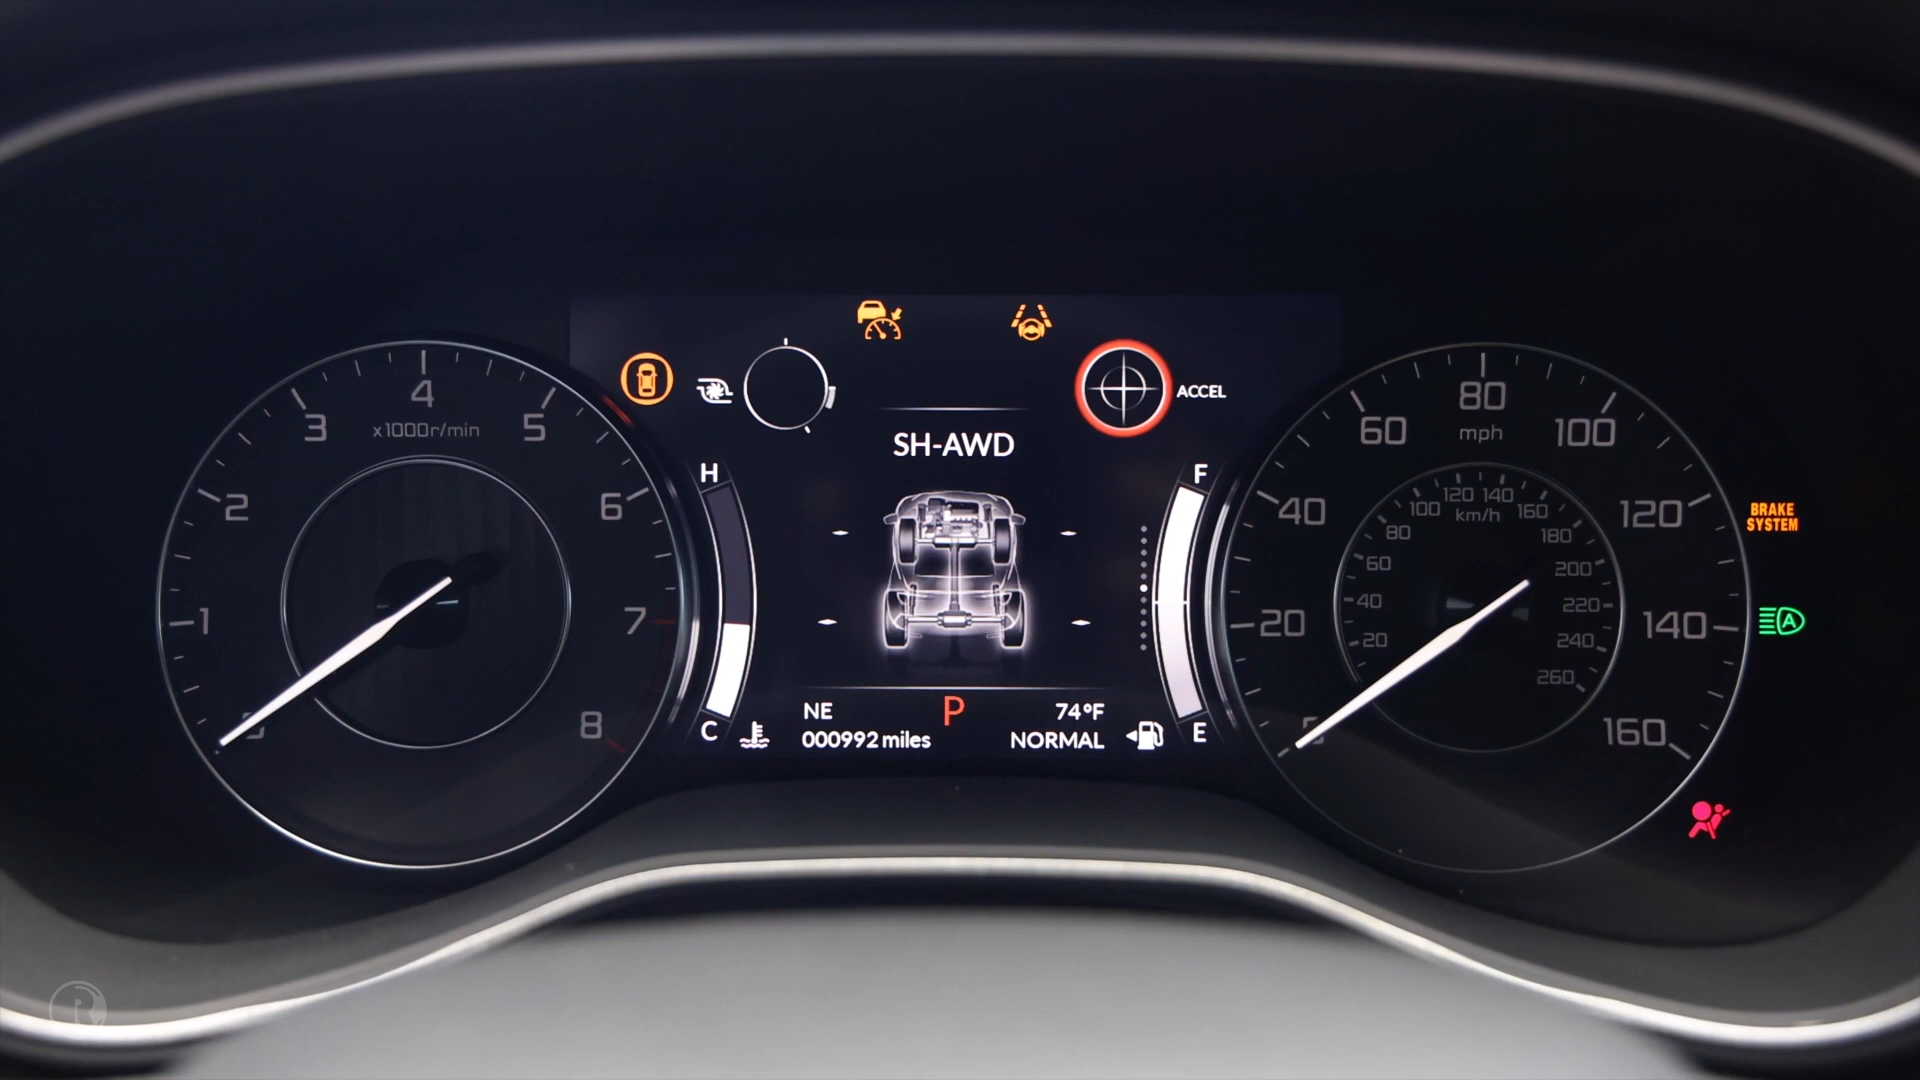 1
2
3
4
5
6
7
8
x1000r/min
ACCEL
SH-AWD
H
C
F
E
NE
P
74°F
000992 miles
NORMAL
20
40
60
80
100
120
140
160
mph
20
40
60
80
100
120
140
160
180
200
220
240
260
km/h
BRAKE
SYSTEM
A